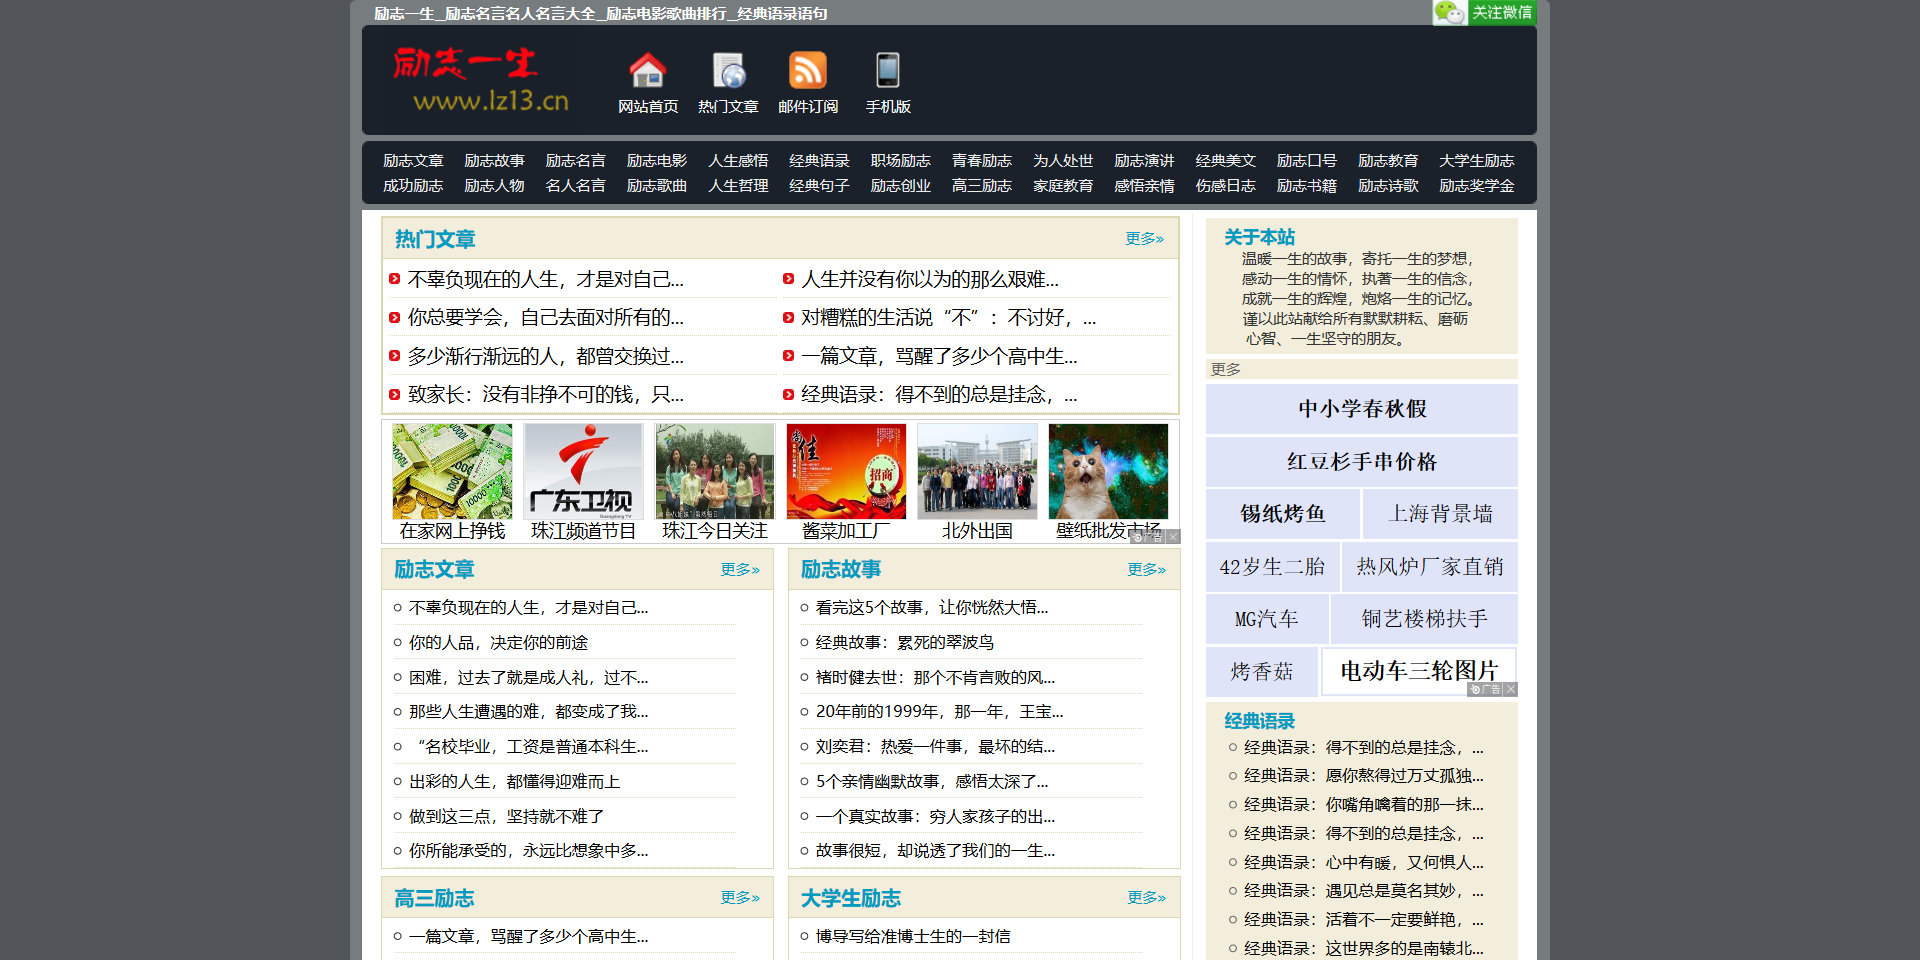 励志一生_励志名言名人名言大全_励志电影歌曲排行_经典语录语句
关注微信
励志一生
www.lz13.cn
网站首页 热门文章 邮件订阅 手机版
励志文章 励志故事 励志名言 励志电影 人生感悟 经典语录 职场励志 青春励志 为人处世 励志演讲 经典美文 励志口号 励志教育 大学生励志
成功励志 励志人物 名人名言 励志歌曲 人生哲理 经典句子 励志创业 高三励志 家庭教育 感悟亲情 伤感日志 励志书籍 励志诗歌 励志奖学金
热门文章 更多»
不辜负现在的人生，才是对自己... 人生并没有你以为的那么艰难...
你总要学会，自己去面对所有的... 对糟糕的生活说“不”：不讨好，...
多少渐行渐远的人，都曾交换过... 一篇文章，骂醒了多少个高中生...
致家长：没有非挣不可的钱，只... 经典语录：得不到的总是挂念，...
广东卫视
招商
在家网上挣钱 珠江频道节目 珠江今日关注 酱菜加工厂 北外出国 壁纸批发市场
广告
励志文章 更多»
不辜负现在的人生，才是对自己...
你的人品，决定你的前途
困难，过去了就是成人礼，过不...
那些人生遭遇的难，都变成了我...
“名校毕业，工资是普通本科生...
出彩的人生，都懂得迎难而上
做到这三点，坚持就不难了
你所能承受的，永远比想象中多...
励志故事 更多»
看完这5个故事，让你恍然大悟...
经典故事：累死的翠波鸟
褚时健去世：那个不肯言败的风...
20年前的1999年，那一年，王宝...
刘奕君：热爱一件事，最坏的结...
5个亲情幽默故事，感悟太深了...
一个真实故事：穷人家孩子的出...
故事很短，却说透了我们的一生...
高三励志 更多»
一篇文章，骂醒了多少个高中生...
大学生励志 更多»
博导写给准博士生的一封信
关于本站
温暖一生的故事，寄托一生的梦想，
感动一生的情怀，执著一生的信念，
成就一生的辉煌，炮烙一生的记忆。
谨以此站献给所有默默耕耘、磨砺
心智、一生坚守的朋友。
更多
中小学春秋假
红豆杉手串价格
锡纸烤鱼 上海背景墙
42岁生二胎 热风炉厂家直销
MG汽车 铜艺楼梯扶手
烤香菇 电动车三轮图片
广告
经典语录
经典语录：得不到的总是挂念，...
经典语录：愿你熬得过万丈孤独...
经典语录：你嘴角噙着的那一抹...
经典语录：得不到的总是挂念，...
经典语录：心中有暖，又何惧人...
经典语录：遇见总是莫名其妙，...
经典语录：活着不一定要鲜艳，...
经典语录：这世界多的是南辕北...